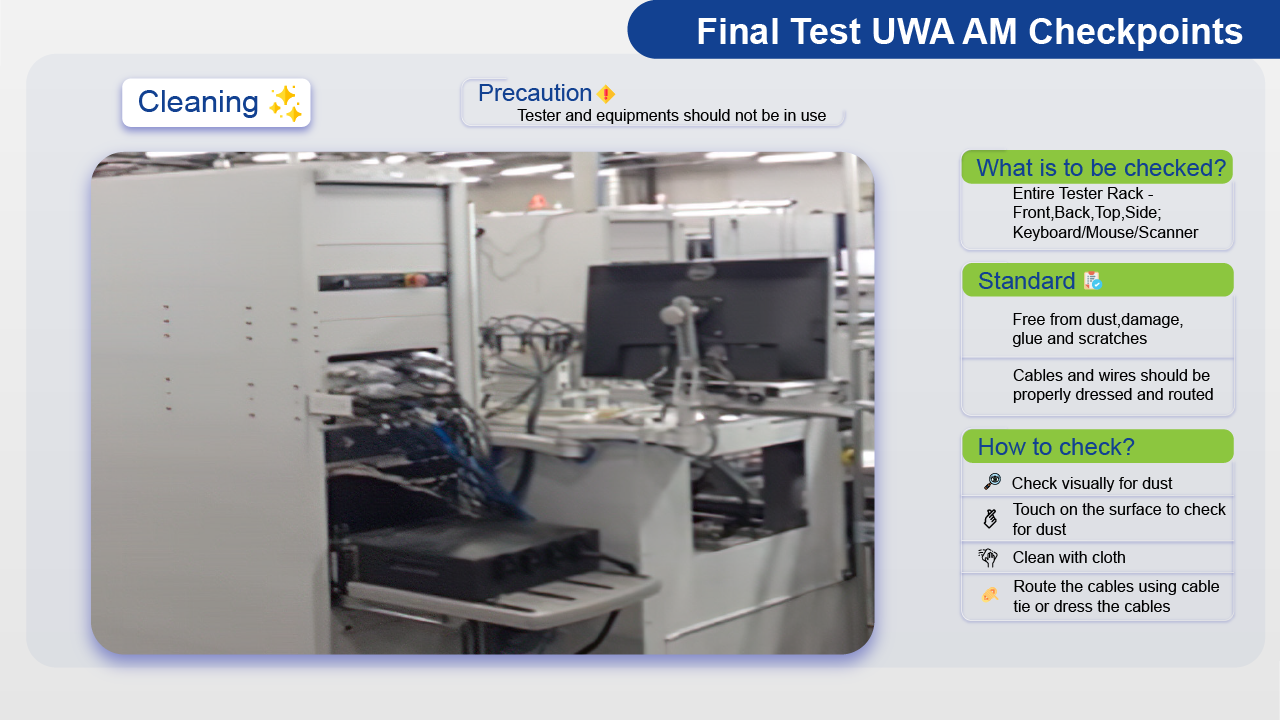 Final Test UWA AM Checkpoints
Cleaning
Precaution
Tester and equipments should not be in use
What is to be checked?
Entire Tester Rack -
Front,Back,Top,Side;
Keyboard/Mouse/Scanner
Standard
Free from dust,damage,
glue and scratches
Cables and wires should be
properly dressed and routed
How to check?
Check visually for dust
Touch on the surface to check
for dust
Clean with cloth
Route the cables using cable
tie or dress the cables